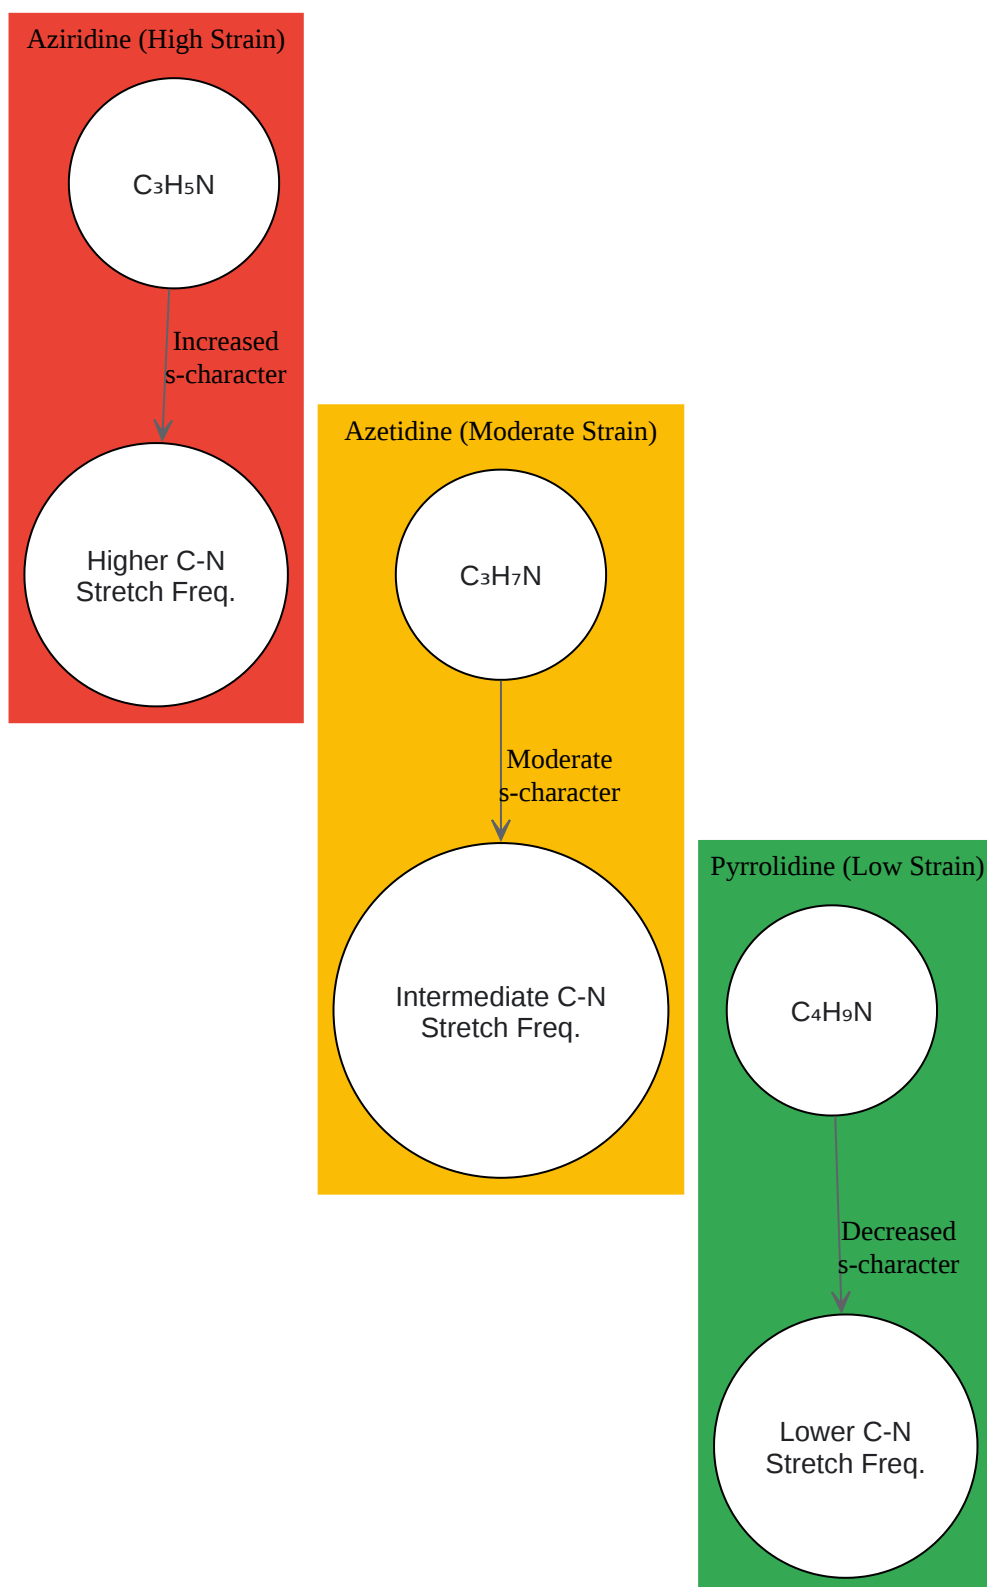 Aziridine (High Strain)
C₃H₅N
Increased
s-character
Higher C-N
Stretch Freq.
Azetidine (Moderate Strain)
C₃H₇N
Moderate
s-character
Intermediate C-N
Stretch Freq.
Pyrrolidine (Low Strain)
C₄H₉N
Decreased
s-character
Lower C-N
Stretch Freq.